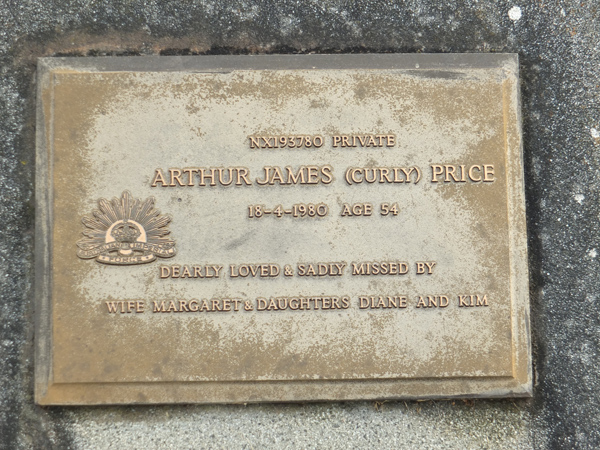 NX193780 PRIVATE
ARTHUR JAMES (CURLY) PRICE
18-4-1980 AGE 54
DEARLY LOVED & SADLY MISSED BY
WIFE MARGARET & DAUGHTERS DIANE AND KIM